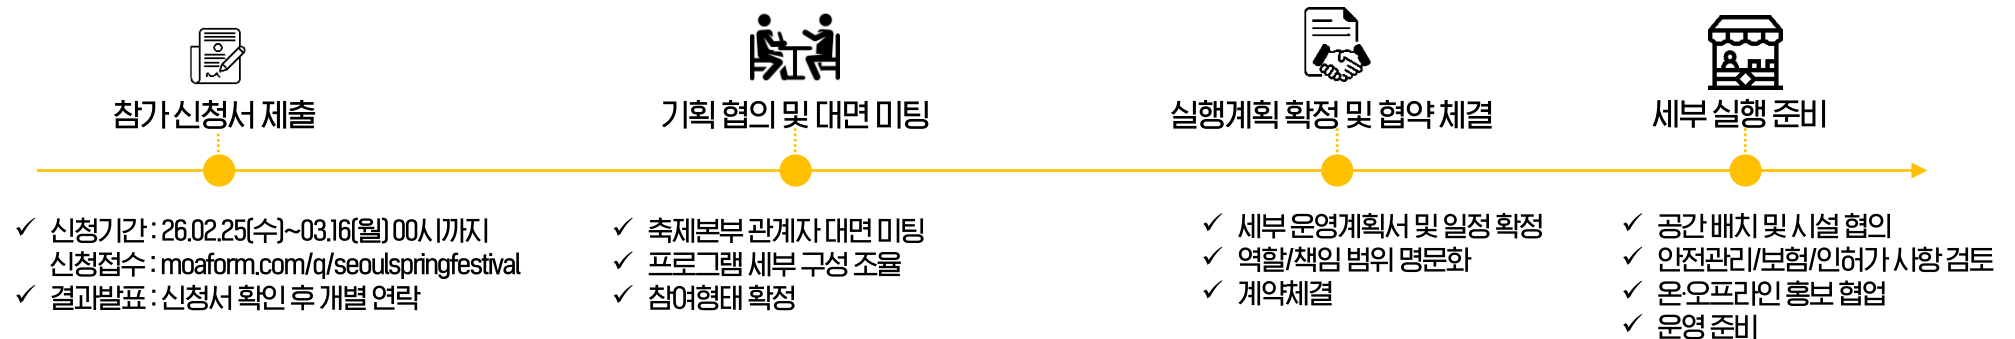 참가 신청서 제출
✓ 신청기간 : 26.02.25(수)~03.16(월) 00시까지
신청접수 : moaform.com/q/seoulspringfestival
✓ 결과발표 : 신청서 확인 후 개별 연락
기획 협의 및 대면 미팅
✓ 축제본부 관계자 대면 미팅
✓ 프로그램 세부 구성 조율
✓ 참여형태 확정
실행계획 확정 및 협약 체결
✓ 세부 운영계획서 및 일정 확정
✓ 역할/책임 범위 명문화
✓ 계약체결
세부 실행 준비
✓ 공간 배치 및 시설 협의
✓ 안전관리/보험/인허가 사항 검토
✓ 온·오프라인 홍보 협업
✓ 운영 준비